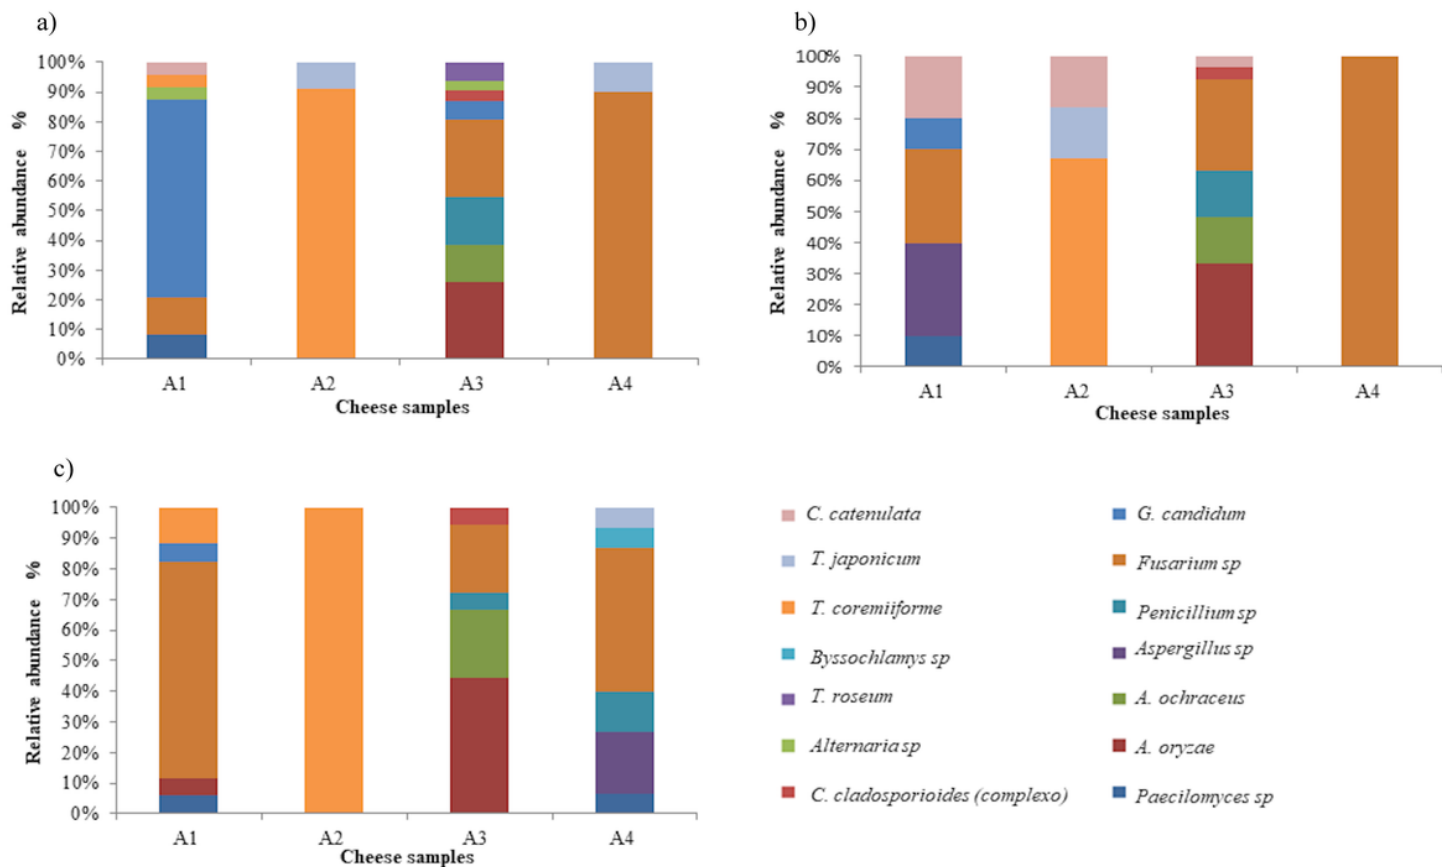 a)
100%
90%
80%
70%
60%
50%
40%
30%
20%
10%
0%
Relative abundance %
A1 A2 A3 A4
Cheese samples
b)
100%
90%
80%
70%
60%
50%
40%
30%
20%
10%
0%
Relative abundance %
A1 A2 A3 A4
Cheese samples
c)
100%
90%
80%
70%
60%
50%
40%
30%
20%
10%
0%
Relative abundance %
A1 A2 A3 A4
Cheese samples
C. catenulata
T. japonicum
T. coremiiforme
Byssochlamys sp
T. roseum
Alternaria sp
C. cladosporioides (complexo)
G. candidum
Fusarium sp
Penicillium sp
Aspergillus sp
A. ochraceus
A. oryzae
Paecilomyces sp